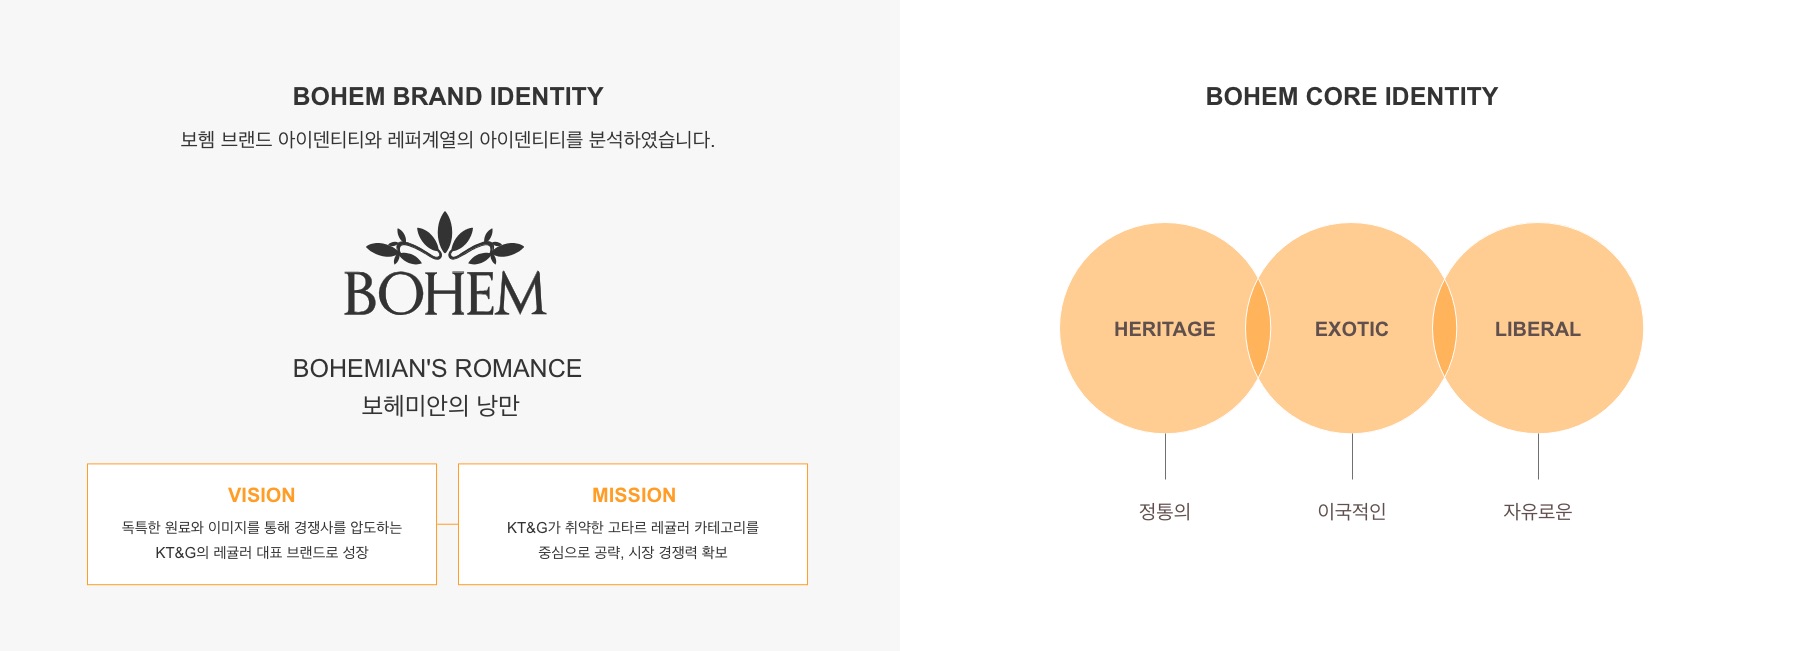 BOHEM BRAND IDENTITY
보헴 브랜드 아이덴티티와 레퍼계열의 아이덴티티를 분석하였습니다.
BOHEM
BOHEMIAN'S ROMANCE
보헤미안의 낭만
VISION
독특한 원료와 이미지를 통해 경쟁사를 압도하는
KT&G의 레귤러 대표 브랜드로 성장
MISSION
KT&G가 취약한 고타르 레귤러 카테고리를
중심으로 공략, 시장 경쟁력 확보
BOHEM CORE IDENTITY
HERITAGE
EXOTIC
LIBERAL
정통의
이국적인
자유로운